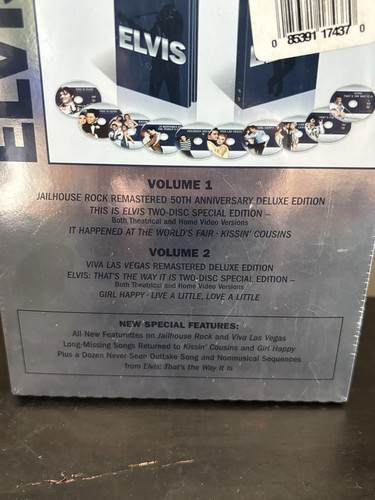 ELVIS
ELVIS
0 85391 17437 0
VOLUME 1
JAILHOUSE ROCK REMASTERED 50TH ANNIVERSARY DELUXE EDITION
THIS IS ELVIS TWO-DISC SPECIAL EDITION –
Both Theatrical and Home Video Versions
IT HAPPENED AT THE WORLD'S FAIR · KISSIN' COUSINS
VOLUME 2
VIVA LAS VEGAS REMASTERED DELUXE EDITION
ELVIS: THAT'S THE WAY IT IS TWO-DISC SPECIAL EDITION –
Both Theatrical and Home Video Versions
GIRL HAPPY · LIVE A LITTLE, LOVE A LITTLE
NEW SPECIAL FEATURES:
All-New Featurettes on Jailhouse Rock and Viva Las Vegas
Long-Missing Songs Returned to Kissin' Cousins and Girl Happy
Plus a Dozen Never-Seen Outtake Song and Nonmusical Sequences
from Elvis: That's the Way It Is